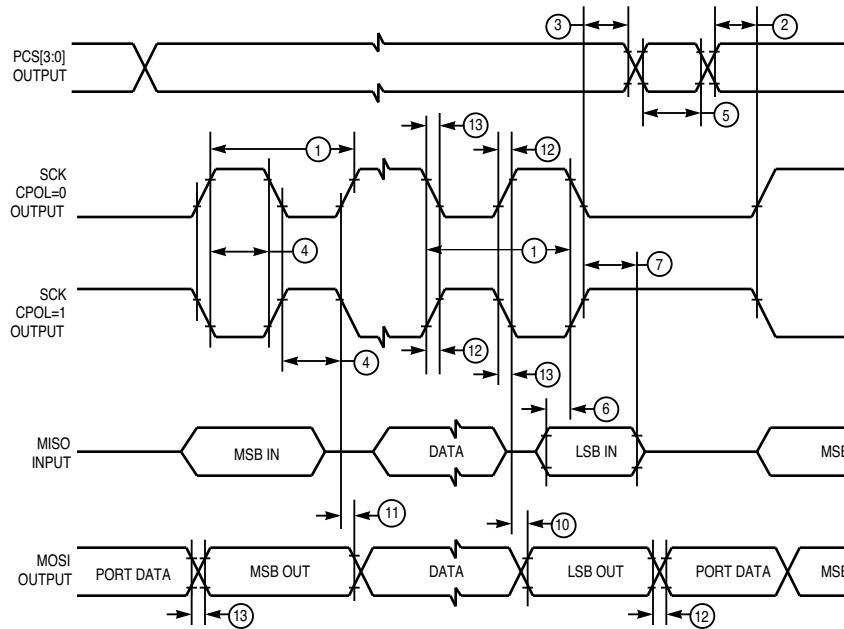 3
2
PCS[3:0]
OUTPUT
5
13
1
12
SCK
CPOL=0
OUTPUT
4
1
7
SCK
CPOL=1
OUTPUT
4
12
13
6
MISO
INPUT
MSB IN
DATA
LSB IN
MSB
11
10
MOSI
OUTPUT
PORT DATA
MSB OUT
DATA
LSB OUT
PORT DATA
MSB
13
12